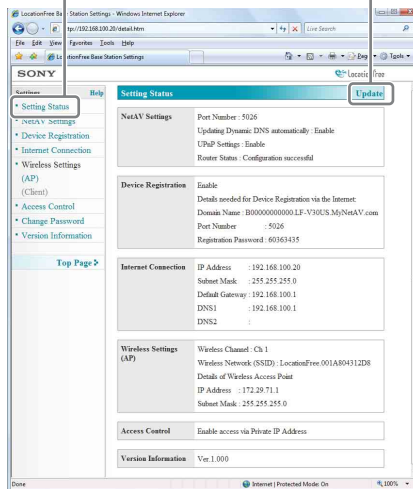 LocationFree Base Station Settings - Windows Internet Explorer
tp://192.168.100.20/detail.htm
Live Search
File Edit View Favorites Tools Help
LocationFree Base Station Settings
Page Tools
SONY
LocationFree
Settings Help
Setting Status
NetAV Settings
Device Registration
Internet Connection
Wireless Settings
(AP)
(Client)
Access Control
Change Password
Version Information
Top Page
Setting Status Update
NetAV Settings
Port Number : 5026
Updating Dynamic DNS automatically : Enable
UPnP Settings : Enable
Router Status : Configuration successful
Device Registration
Enable
Details needed for Device Registration via the Internet:
Domain Name : B00000000000.LF-V30US.MyNetAV.com
Port Number : 5026
Registration Password : 60363435
Internet Connection
IP Address : 192.168.100.20
Subnet Mask : 255.255.255.0
Default Gateway : 192.168.100.1
DNS1 : 192.168.100.1
DNS2 :
Wireless Settings
(AP)
Wireless Channel : Ch 1
Wireless Network (SSID) : LocationFree.001A804312D8
Details of Wireless Access Point
IP Address : 172.29.71.1
Subnet Mask : 255.255.255.0
Access Control Enable access via Private IP Address
Version Information Ver.1.000
Done Internet | Protected Mode: On 100%